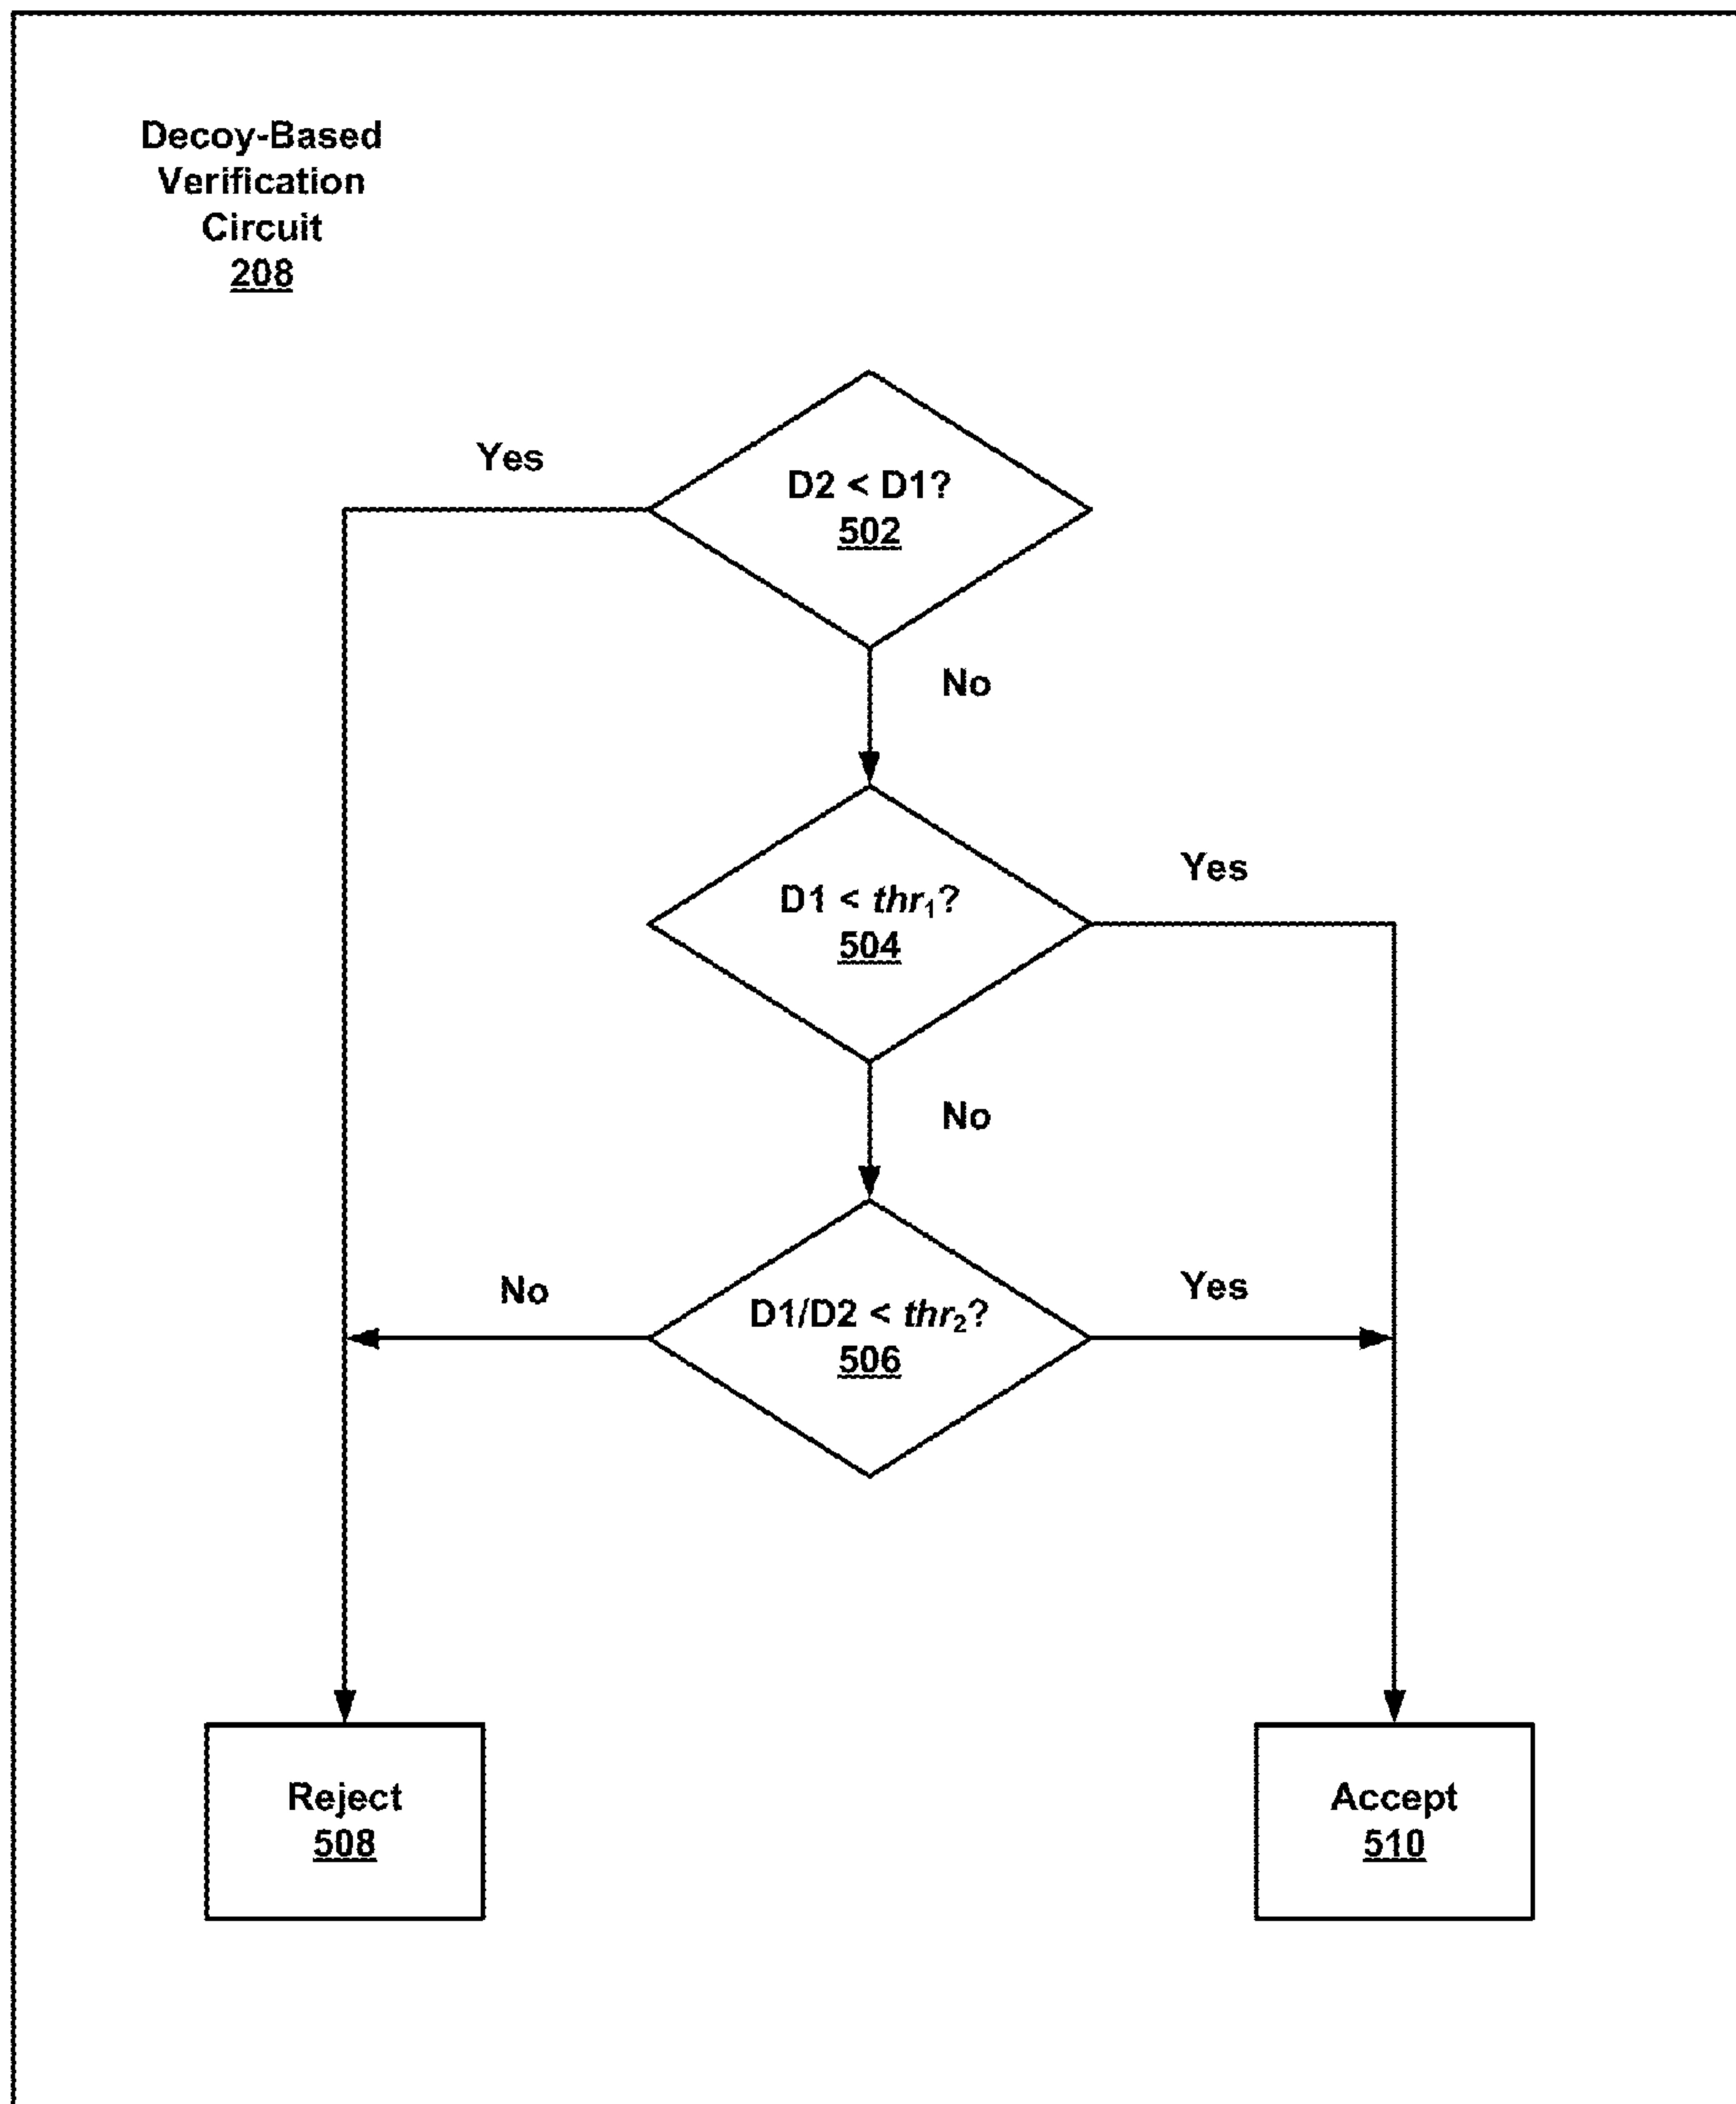 Decoy-Based
Verification
Circuit
208
Yes
D2 < D1?
502
No
Yes
D1 < thr₁?
504
No
No
Yes
D1/D2 < thr₂?
506
Reject
508
Accept
510